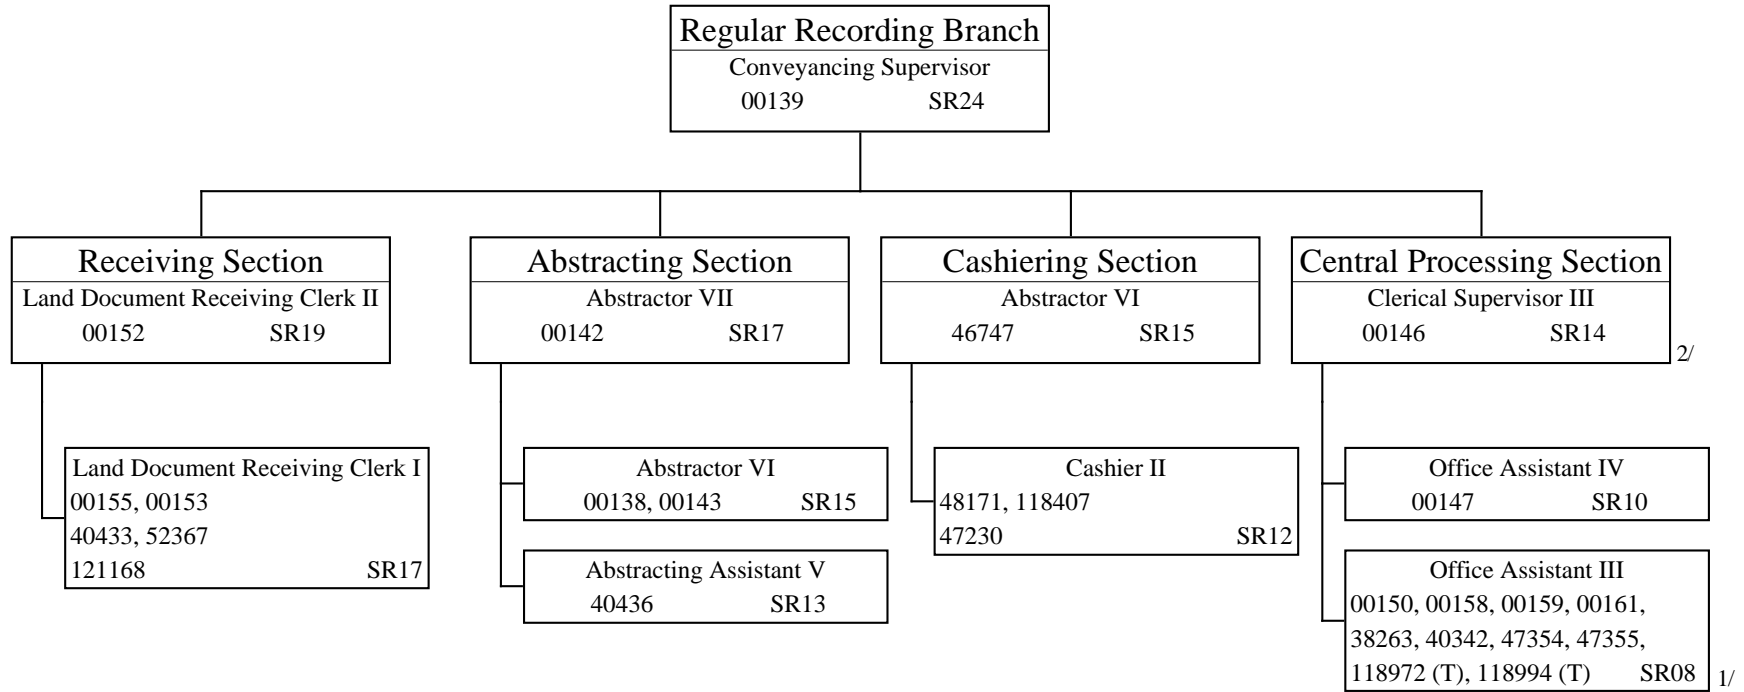 Regular Recording Branch
Conveyancing Supervisor
00139 SR24
Receiving Section
Land Document Receiving Clerk II
00152 SR19
Abstracting Section
Abstractor VII
00142 SR17
Cashiering Section
Abstractor VI
46747 SR15
Central Processing Section
Clerical Supervisor III
00146 SR14
2/
Land Document Receiving Clerk I
00155, 00153
40433, 52367
121168 SR17
Abstractor VI
00138, 00143 SR15
Abstracting Assistant V
40436 SR13
Cashier II
48171, 118407
47230 SR12
Office Assistant IV
00147 SR10
Office Assistant III
00150, 00158, 00159, 00161,
38263, 40342, 47354, 47355,
118972 (T), 118994 (T) SR08
1/